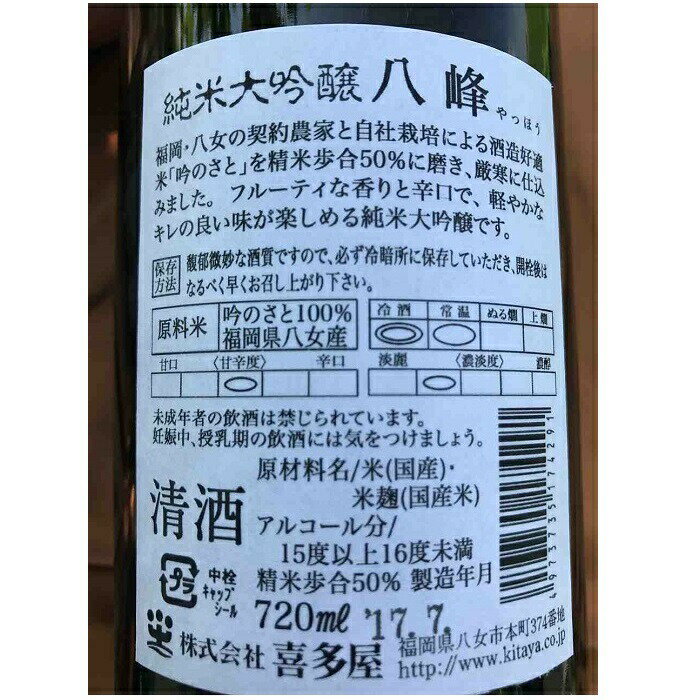 純米大吟醸 八峰
やっほう
福岡・八女の契約農家と自社栽培による酒造好適
米「吟のさと」を精米歩合50%に磨き、厳寒に仕込
みました。フルーティな香りと辛口で、軽やかな
キレの良い味が楽しめる純米大吟醸です。
保存方法
馥郁微妙な酒質ですので、必ず冷暗所に保存していただき、開栓後は
なるべく早くお召し上がり下さい。
原料米
吟のさと100%
福岡県八女産
冷酒 常温 ぬる燗 上燗
甘口 〈甘辛度〉 辛口
淡麗 〈濃淡度〉 濃醇
未成年者の飲酒は禁じられています。
妊娠中、授乳期の飲酒には気をつけましょう。
清酒
原材料名/米(国産)・
米麹(国産米)
アルコール分/
15度以上16度未満
精米歩合50% 製造年月
プラ
中栓
キャップ
シール
720ml '17.7.
株式会社 喜多屋
福岡県八女市本町374番地
http://www.kitaya.co.jp
4973735174291